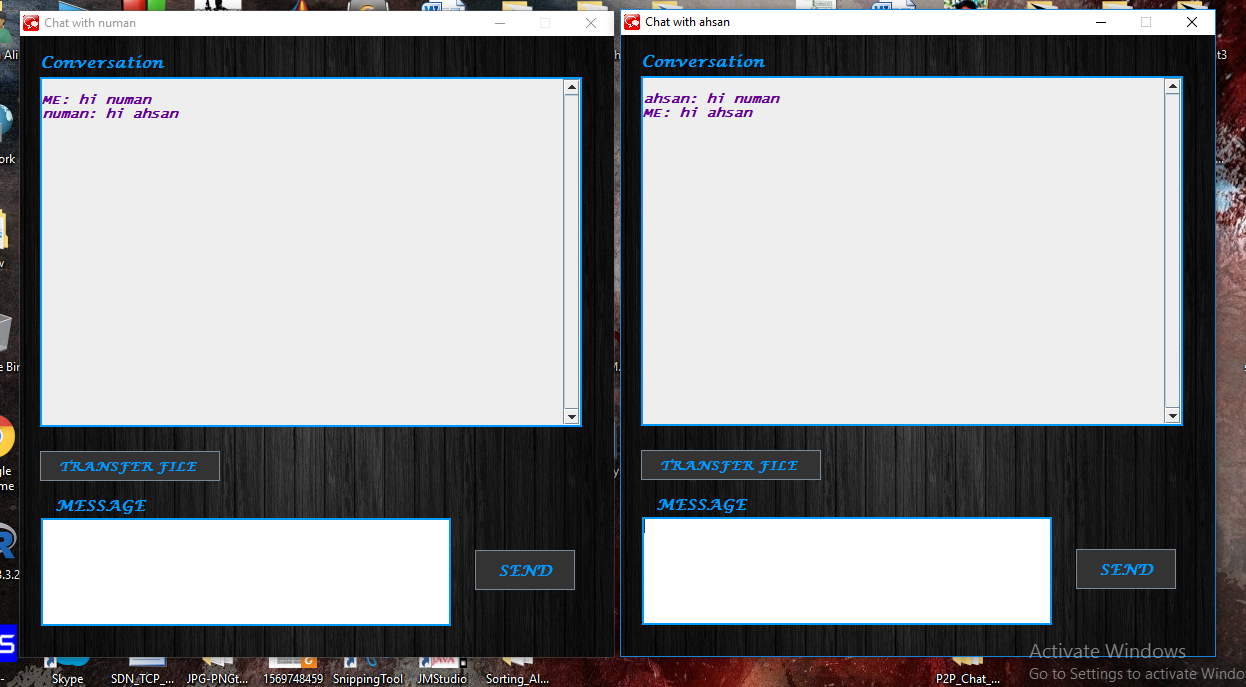 Chat with numan
Conversation
ME: hi numan
numan: hi ahsan
TRANSFER FILE
MESSAGE
SEND
Chat with ahsan
Conversation
ahsan: hi numan
ME: hi ahsan
TRANSFER FILE
MESSAGE
SEND
Ali
ork
e Bin
gle
me
3.3.2
t3
Skype
SDN_TCP_...
JPG-PNGt...
1569748459
SnippingTool
JMStudio
Sorting_Al...
P2P_Chat_...
Activate Windows
Go to Settings to activate Windo